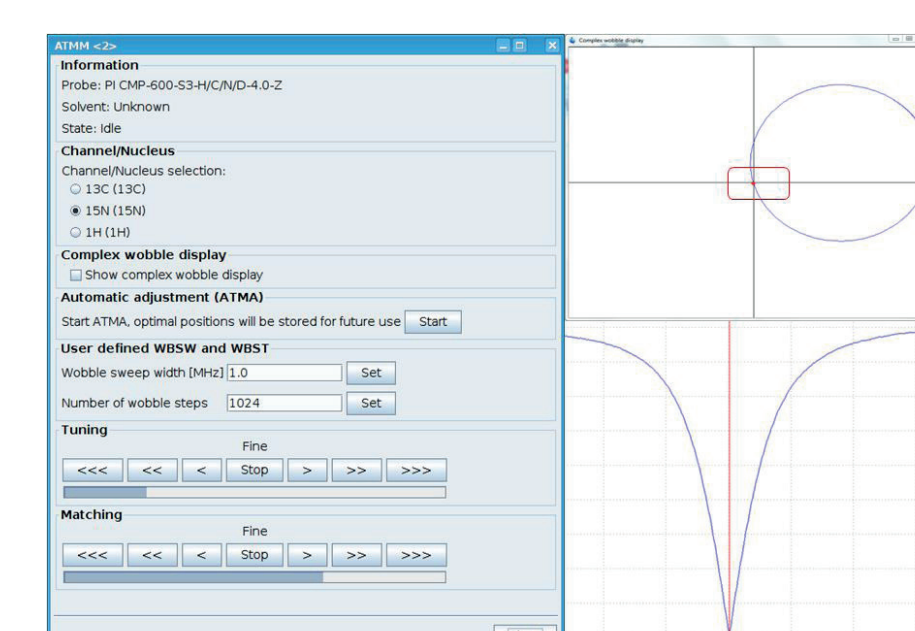 ATMM <2>
Complex wobble display
Information
Probe: PI CMP-600-S3-H/C/N/D-4.0-Z
Solvent: Unknown
State: Idle
Channel/Nucleus
Channel/Nucleus selection:
13C (13C)
15N (15N)
1H (1H)
Complex wobble display
Show complex wobble display
Automatic adjustment (ATMA)
Start ATMA, optimal positions will be stored for future use Start
User defined WBSW and WBST
Wobble sweep width [MHz] 1.0 Set
Number of wobble steps 1024 Set
Tuning
Fine
<<< << < Stop > >> >>>
Matching
Fine
<<< << < Stop > >> >>>